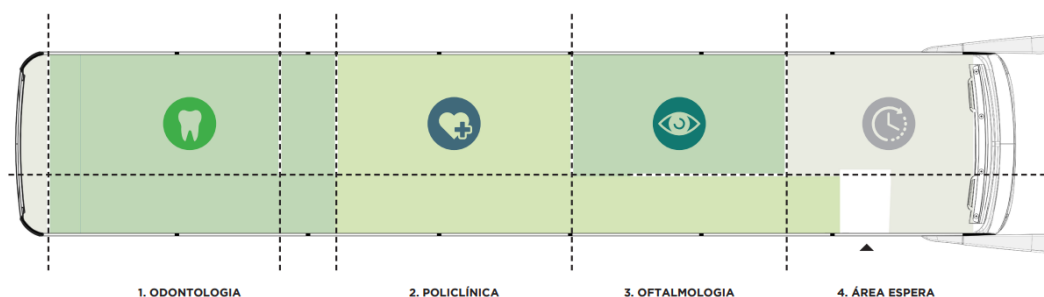 1. ODONTOLOGIA
2. POLICLÍNICA
3. OFTALMOLOGIA
4. ÁREA ESPERA